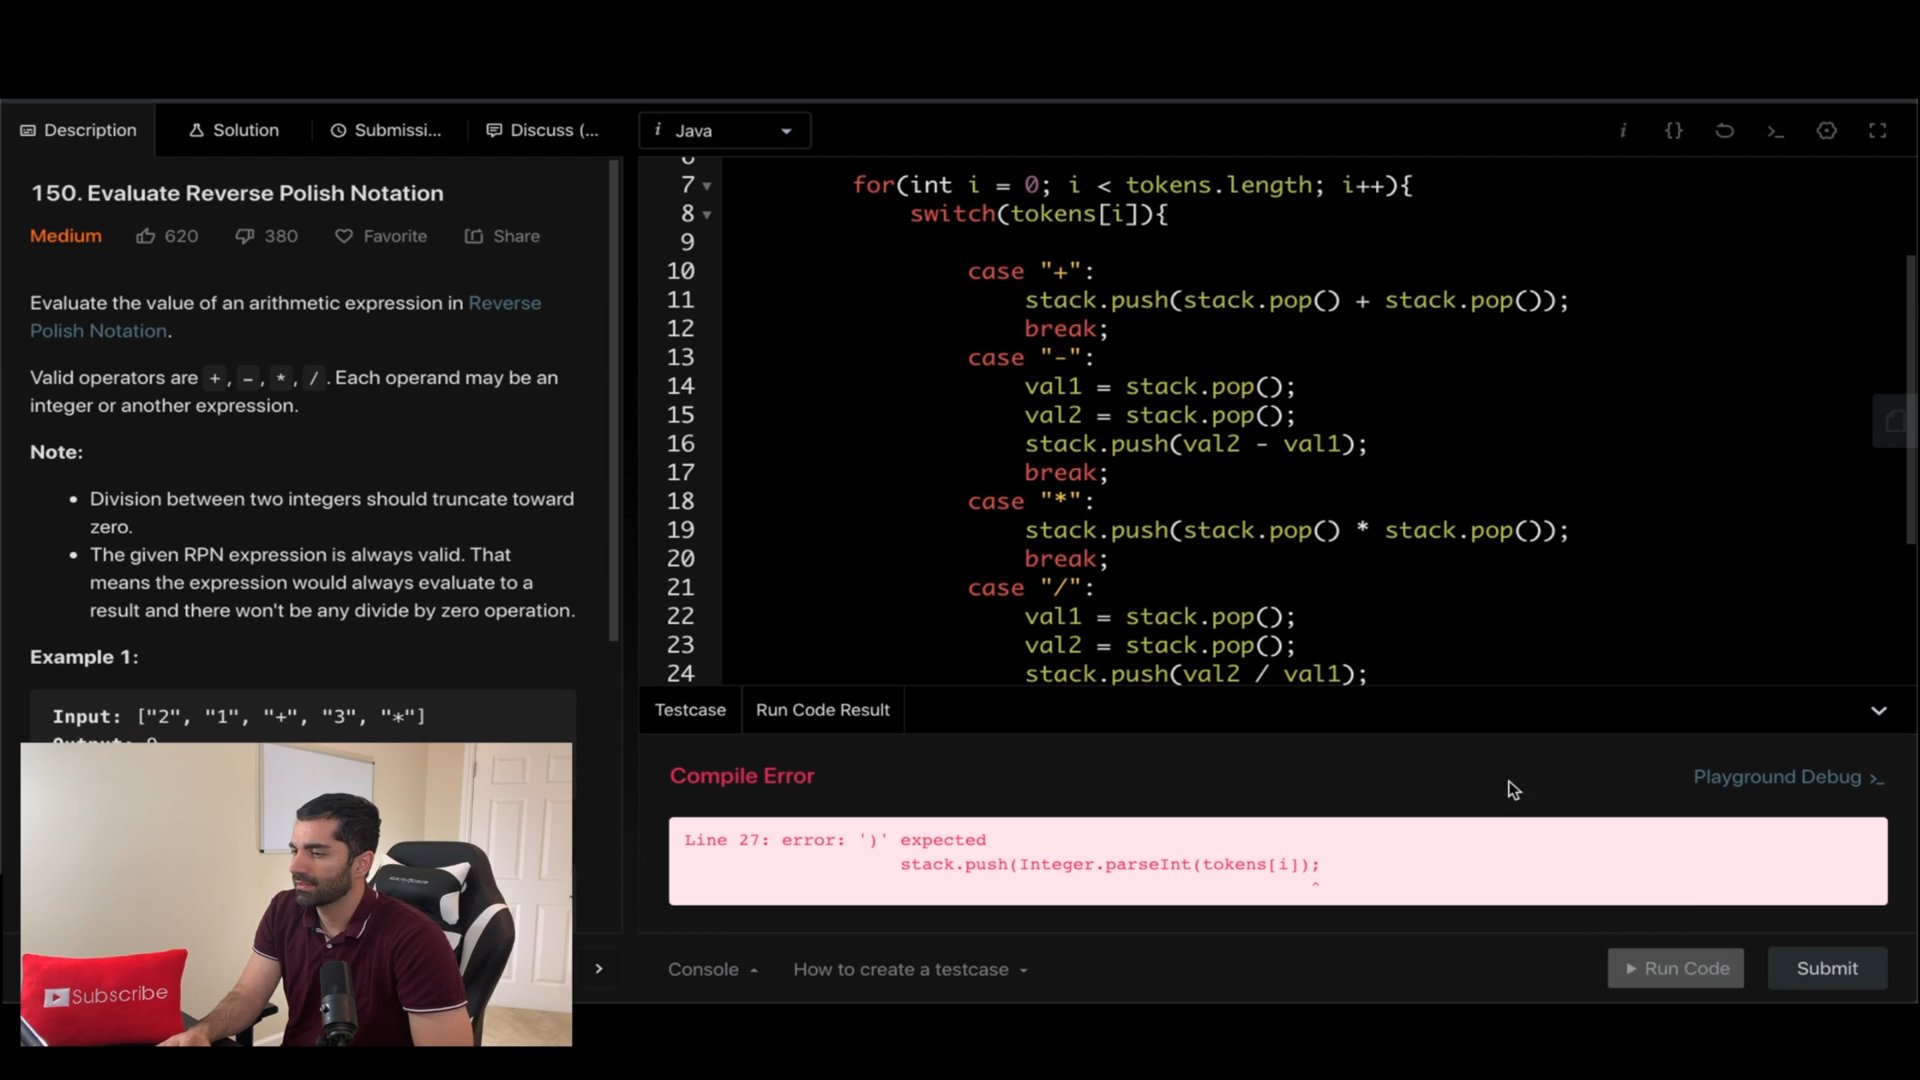 Description
Solution
Submissi...
Discuss (...
i Java
i {} >_
150. Evaluate Reverse Polish Notation
Medium 620 380 Favorite Share
Evaluate the value of an arithmetic expression in Reverse
Polish Notation.
Valid operators are +, -, *, /. Each operand may be an
integer or another expression.
Note:
• Division between two integers should truncate toward
zero.
• The given RPN expression is always valid. That
means the expression would always evaluate to a
result and there won't be any divide by zero operation.
Example 1:
Input: ["2", "1", "+", "3", "*"]
Subscribe
7 for(int i = 0; i < tokens.length; i++){
8 switch(tokens[i]){
9
10 case "+":
11 stack.push(stack.pop() + stack.pop());
12 break;
13 case "-":
14 val1 = stack.pop();
15 val2 = stack.pop();
16 stack.push(val2 - val1);
17 break;
18 case "*":
19 stack.push(stack.pop() * stack.pop());
20 break;
21 case "/":
22 val1 = stack.pop();
23 val2 = stack.pop();
24 stack.push(val2 / val1);
Testcase
Run Code Result
Compile Error
Playground Debug >_
Line 27: error: ')' expected
stack.push(Integer.parseInt(tokens[i]);
^
Console
How to create a testcase
Run Code
Submit